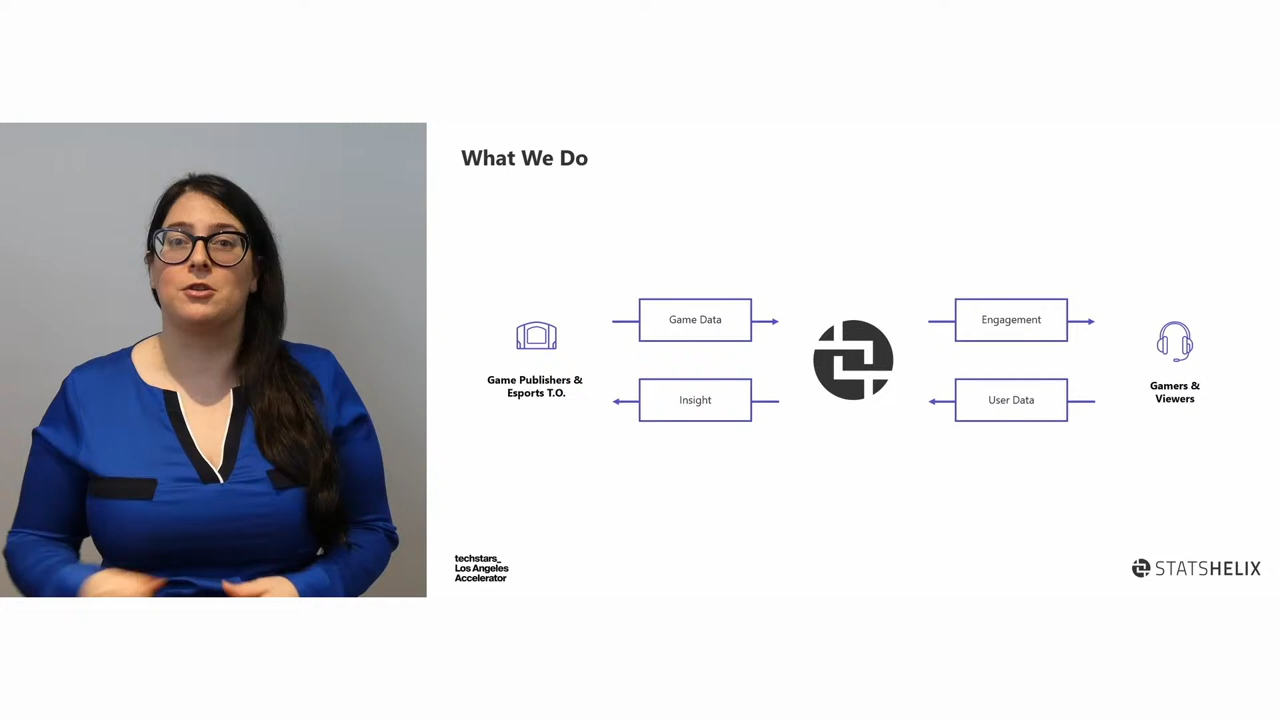 What We Do
Game Data
Engagement
Game Publishers &
Esports T.O.
Gamers &
Viewers
Insight
User Data
techstars_
Los Angeles
Accelerator
STATSHELIX